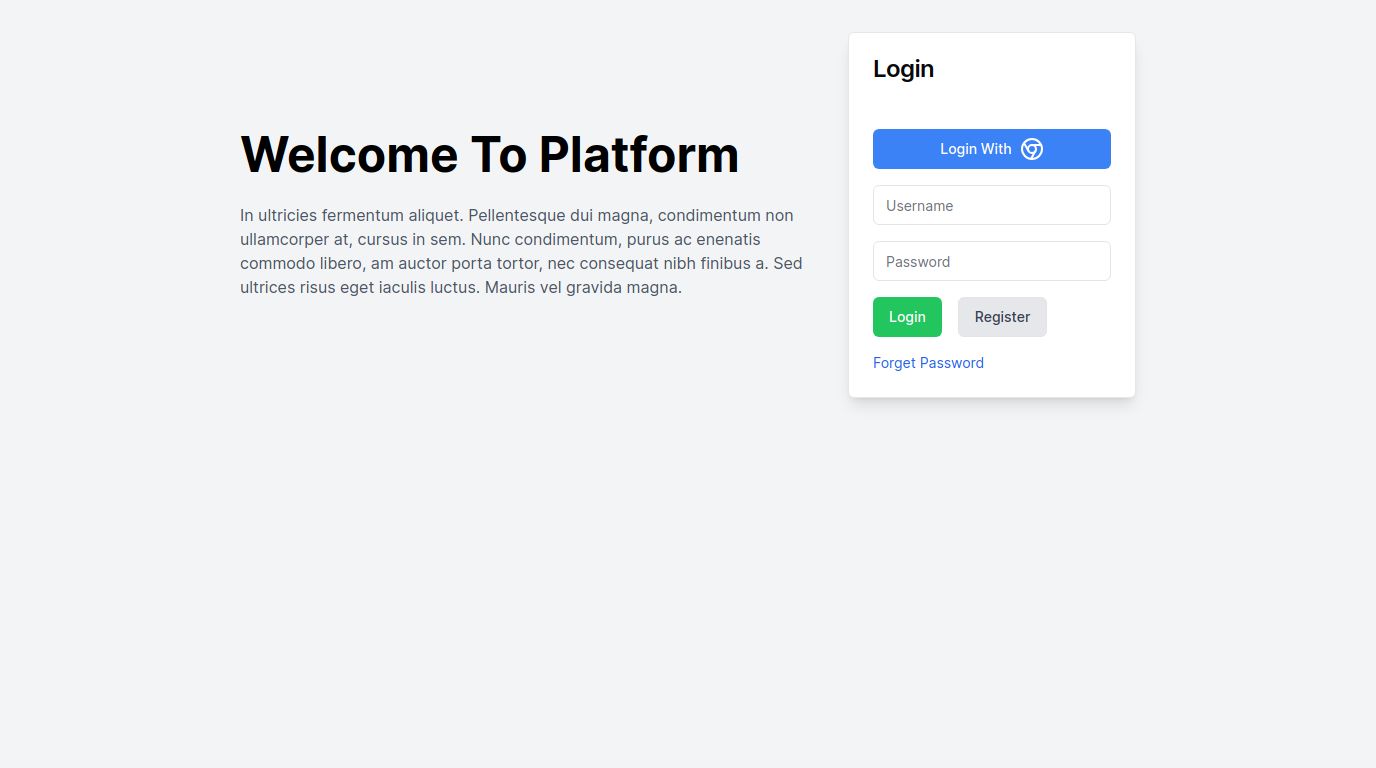 Welcome To Platform
In ultricies fermentum aliquet. Pellentesque dui magna, condimentum non
ullamcorper at, cursus in sem. Nunc condimentum, purus ac enenatis
commodo libero, am auctor porta tortor, nec consequat nibh finibus a. Sed
ultrices risus eget iaculis luctus. Mauris vel gravida magna.
Login
Login With
Username
Password
Login
Register
Forget Password